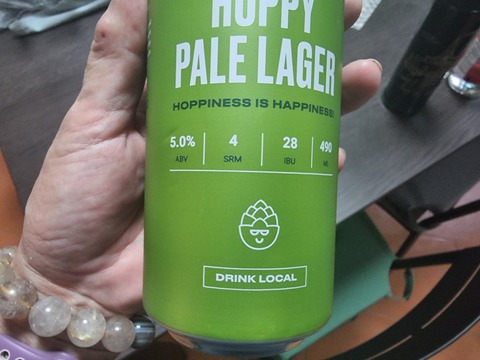 HOPPY
PALE LAGER
HOPPINESS IS HAPPINESS!
5.0% 4 28 490
ABV SRM IBU ML
DRINK LOCAL